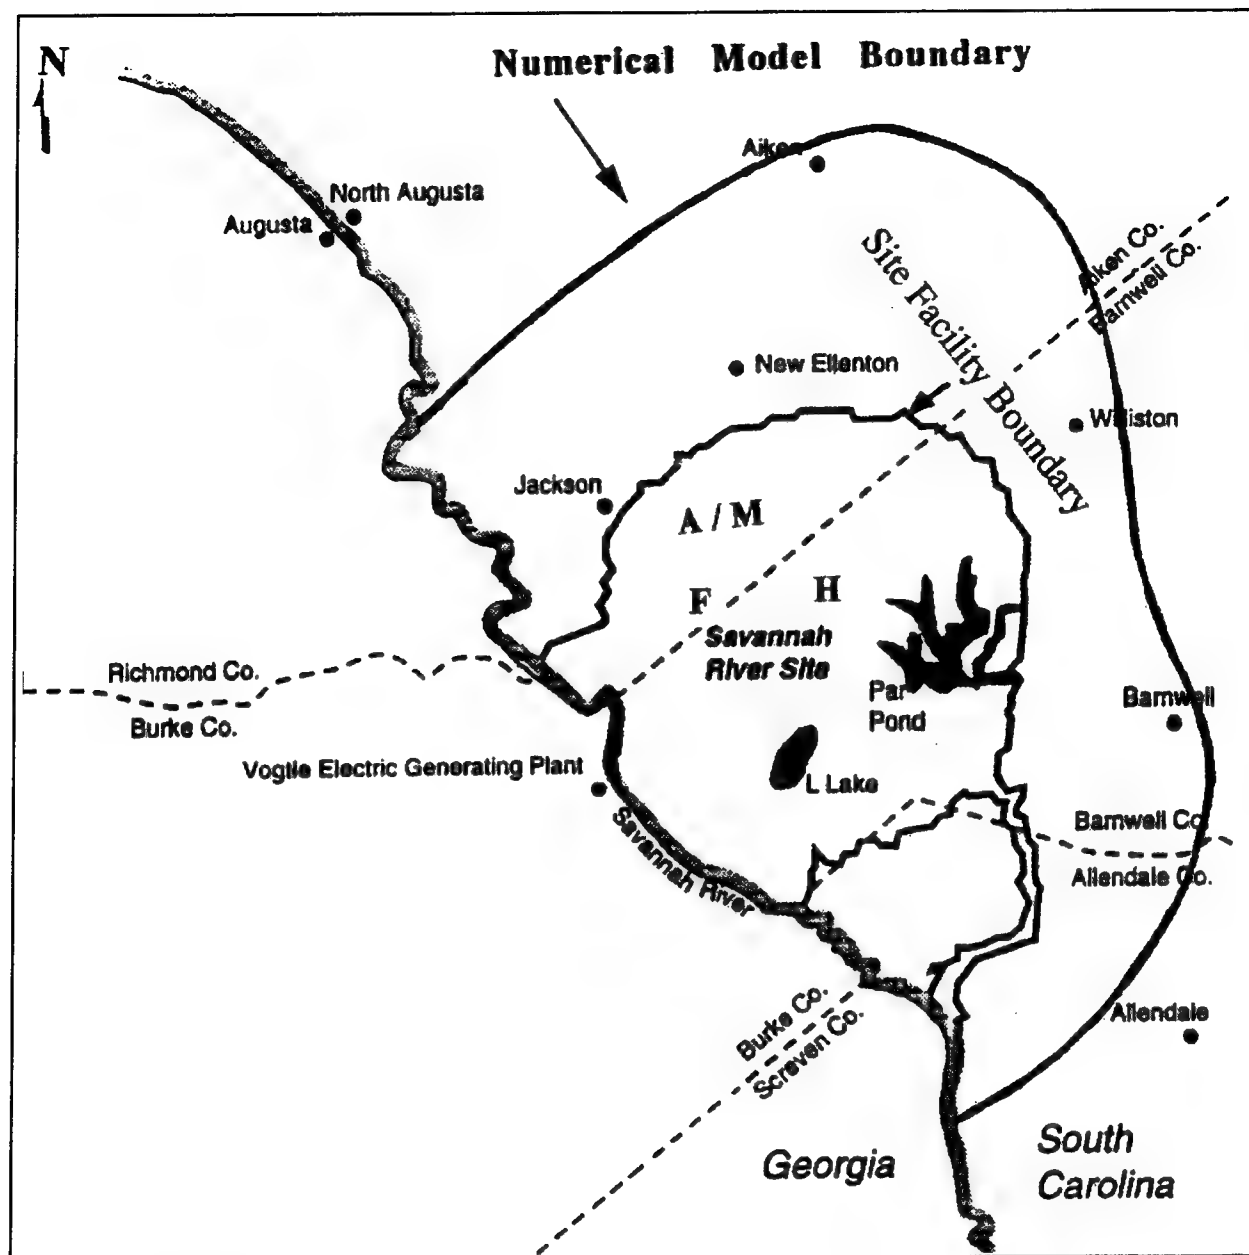 N
Numerical Model Boundary
Aiken
North Augusta
Augusta
Aiken Co.
Barnwell Co.
Site Facility
Boundary
New Ellenton
Williston
Jackson
A / M
F
H
Savannah
River Site
Richmond Co.
Burke Co.
Par
Pond
Barnwell
Vogtle Electric Generating Plant
L Lake
Savannah River
Barnwell Co.
Allendale Co.
Burke Co.
Screven Co.
Allendale
Georgia
South
Carolina